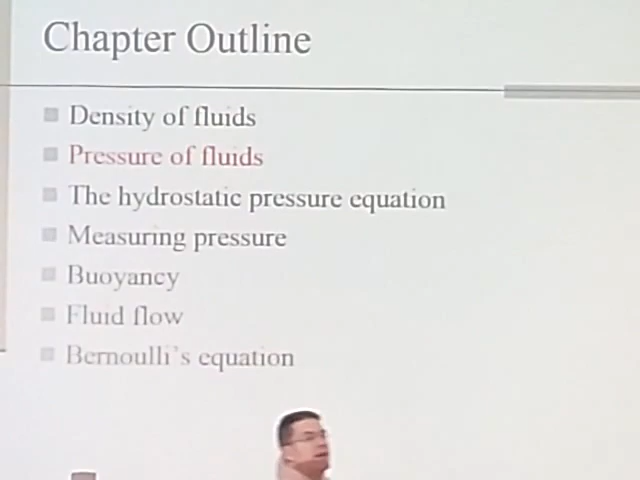 Chapter Outline
Density of fluids
Pressure of fluids
The hydrostatic pressure equation
Measuring pressure
Buoyancy
Fluid flow
Bernoulli's equation